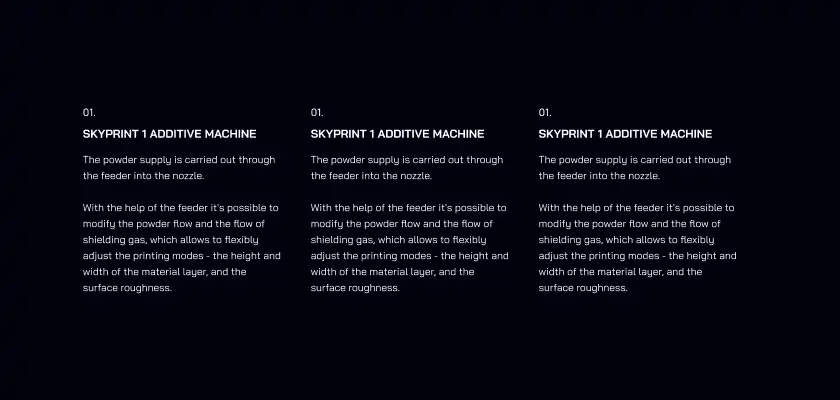 01.
SKYPRINT 1 ADDITIVE MACHINE
The powder supply is carried out through
the feeder into the nozzle.
With the help of the feeder it's possible to
modify the powder flow and the flow of
shielding gas, which allows to flexibly
adjust the printing modes - the height and
width of the material layer, and the
surface roughness.
01.
SKYPRINT 1 ADDITIVE MACHINE
The powder supply is carried out through
the feeder into the nozzle.
With the help of the feeder it's possible to
modify the powder flow and the flow of
shielding gas, which allows to flexibly
adjust the printing modes - the height and
width of the material layer, and the
surface roughness.
01.
SKYPRINT 1 ADDITIVE MACHINE
The powder supply is carried out through
the feeder into the nozzle.
With the help of the feeder it's possible to
modify the powder flow and the flow of
shielding gas, which allows to flexibly
adjust the printing modes - the height and
width of the material layer, and the
surface roughness.